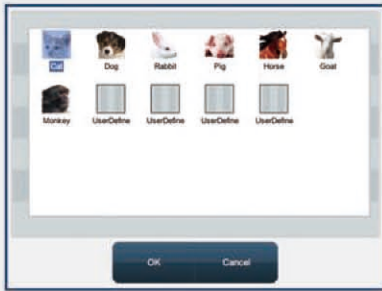 Cat Dog Rabbit Pig Horse Goat
Monkey UserDefine UserDefine UserDefine UserDefine
OK Cancel